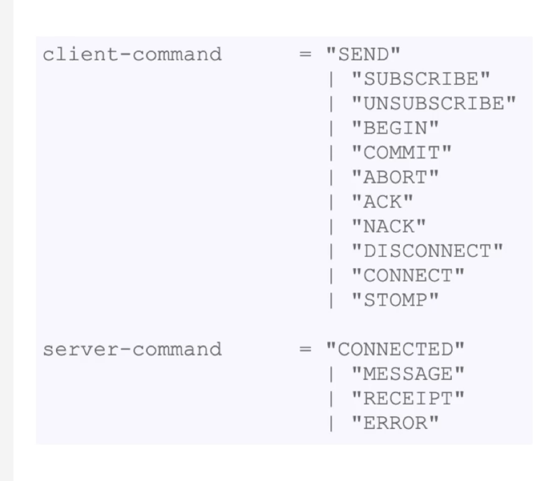 client-command = "SEND"
| "SUBSCRIBE"
| "UNSUBSCRIBE"
| "BEGIN"
| "COMMIT"
| "ABORT"
| "ACK"
| "NACK"
| "DISCONNECT"
| "CONNECT"
| "STOMP"
server-command = "CONNECTED"
| "MESSAGE"
| "RECEIPT"
| "ERROR"